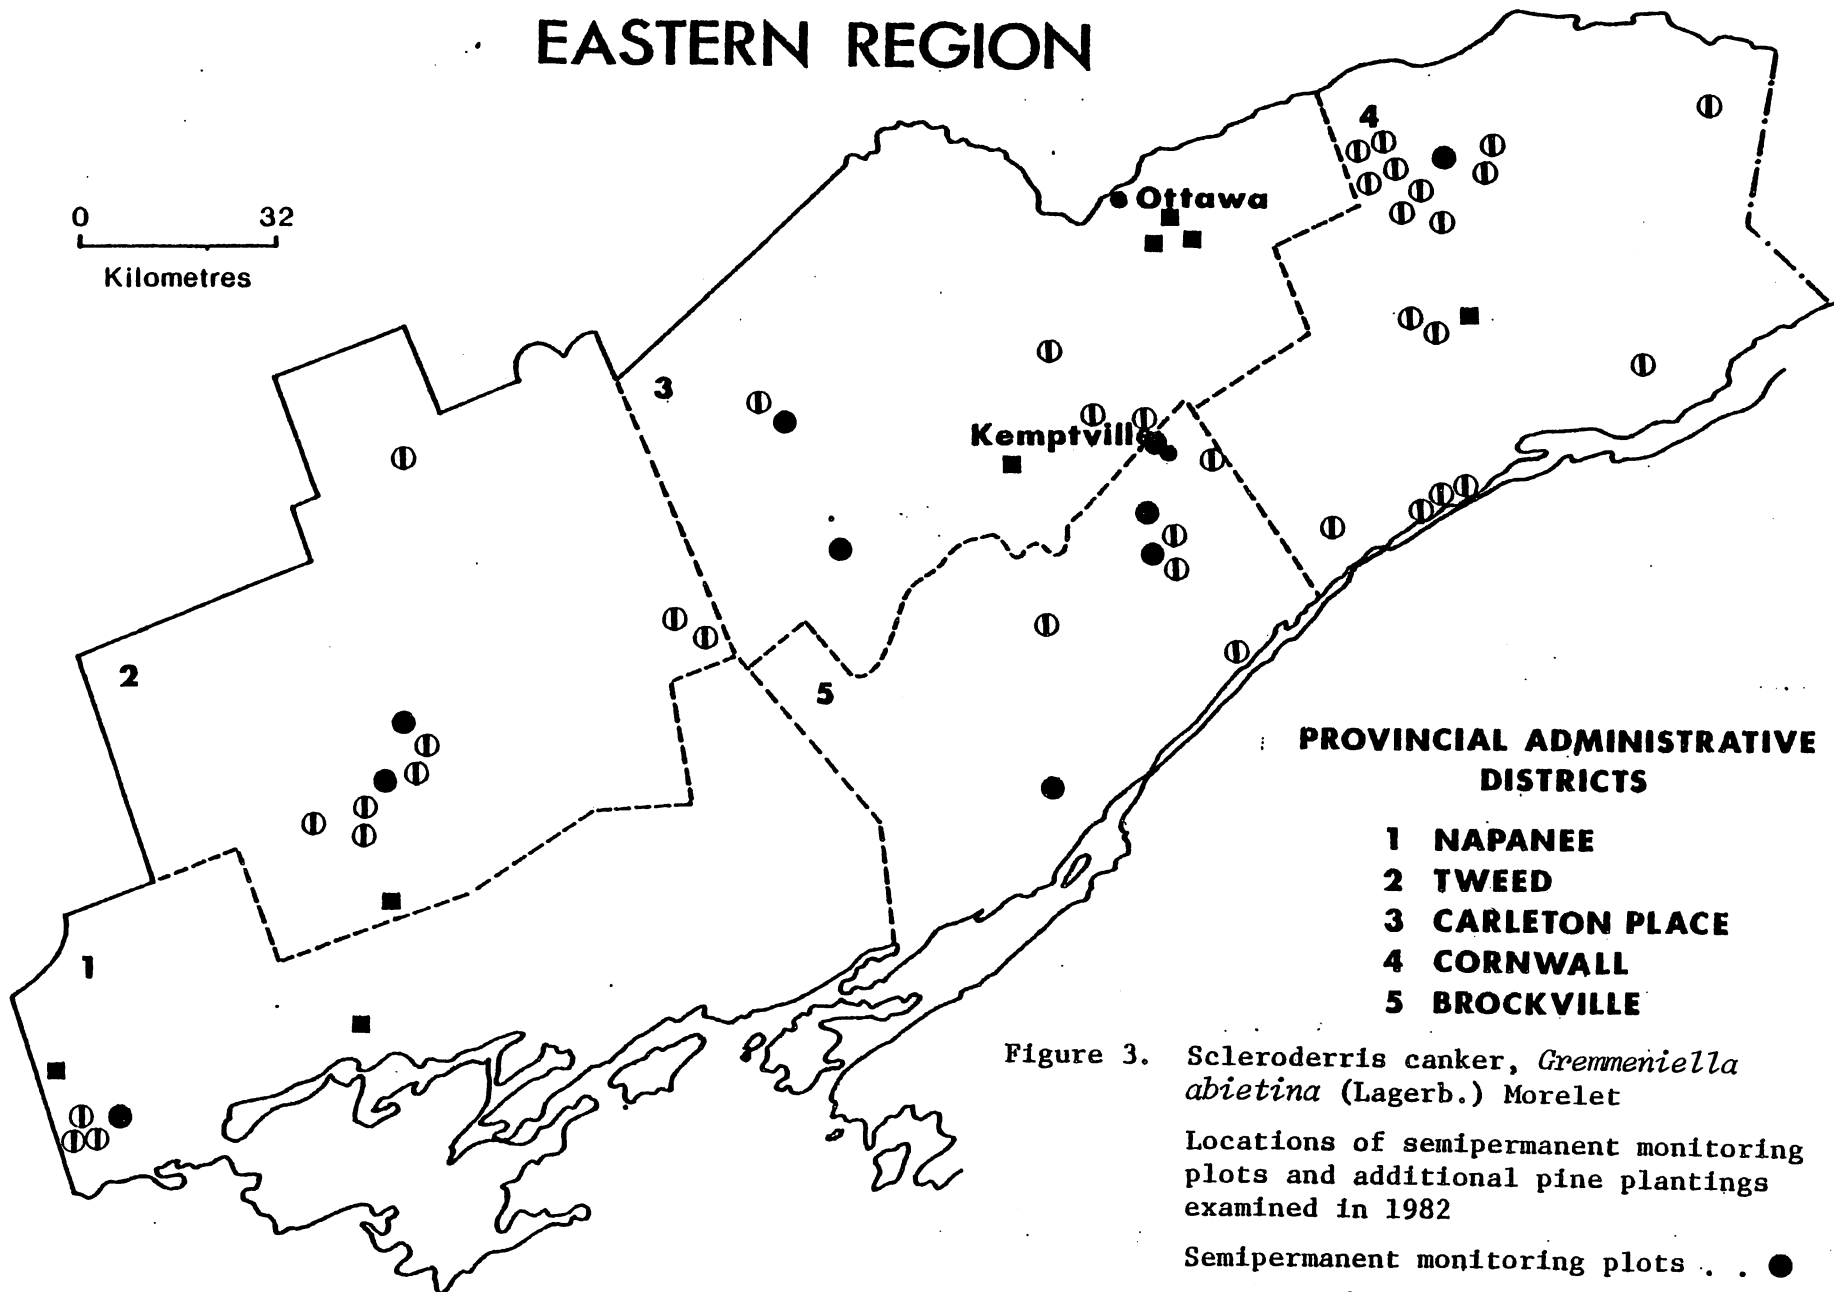 EASTERN REGION
0 32
Kilometres
4
Ottawa
3
Kemptville
2
5
1
PROVINCIAL ADMINISTRATIVE
DISTRICTS
1 NAPANEE
2 TWEED
3 CARLETON PLACE
4 CORNWALL
5 BROCKVILLE
Figure 3. Scleroderris canker, Gremmeniella
abietina (Lagerb.) Morelet
Locations of semipermanent monitoring
plots and additional pine plantings
examined in 1982
Semipermanent monitoring plots . . ●